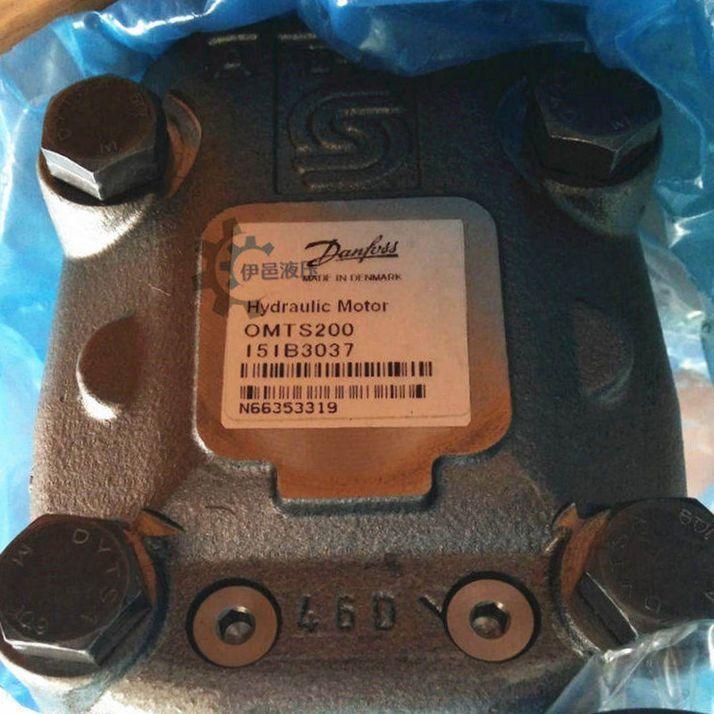 Danfoss
MADE IN DENMARK
伊邑液压
Hydraulic Motor
OMTS200
151B3037
N66353319
46D